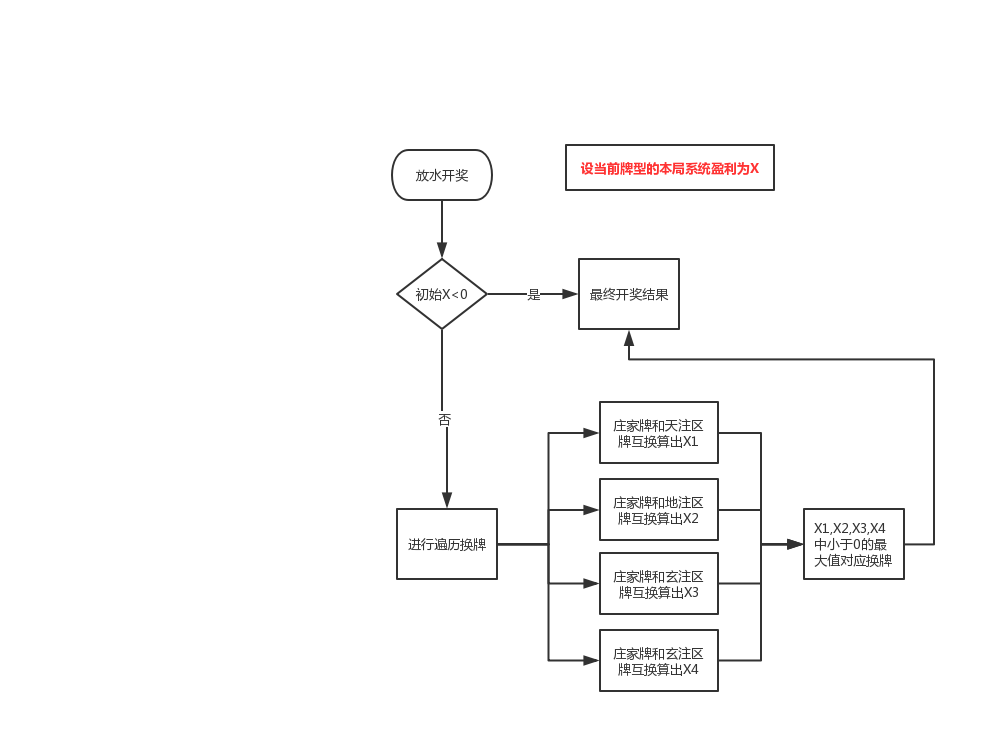 放水开奖
设当前牌型的本局系统盈利为X
初始X<0
是
最终开奖结果
否
庄家牌和天注区
牌互换算出X1
庄家牌和地注区
牌互换算出X2
进行遍历换牌
X1,X2,X3,X4
中小于0的最
大值对应换牌
庄家牌和玄注区
牌互换算出X3
庄家牌和玄注区
牌互换算出X4